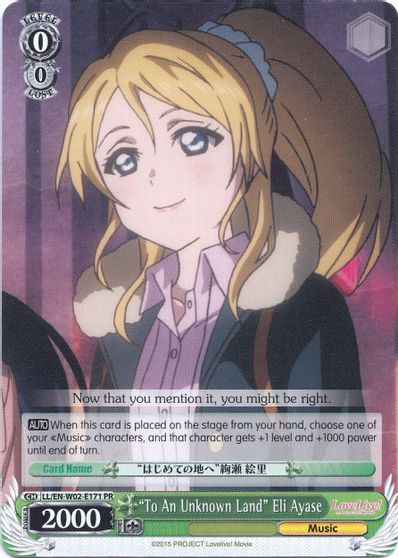 LEVEL
0
0
COST
Now that you mention it, you might be right.
AUTO When this card is placed on the stage from your hand, choose one of
your «Music» characters, and that character gets +1 level and +1000 power
until end of turn.
Card Name "はじめての地へ"絢瀬 絵里
CH LL/EN-W02-E171 PR
POWER 2000 "To An Unknown Land" Eli Ayase LoveLive!
Music
©2015 PROJECT Lovelive! Movie